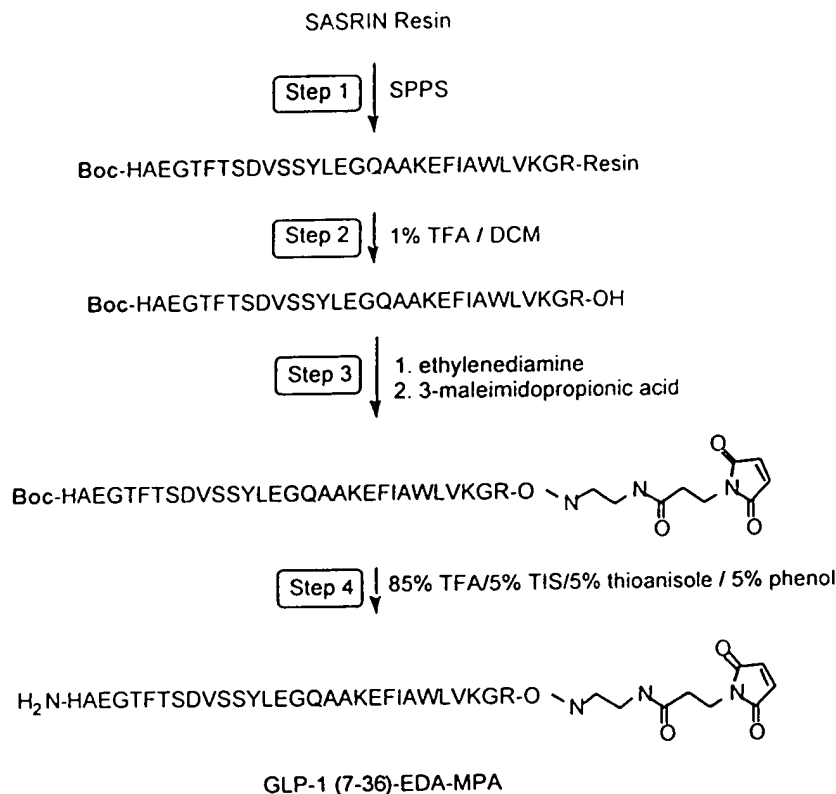 SASRIN Resin
Step 1 SPPS
Boc-HAEGTFTSDVSSYLEGQAAKEFIAWLVKGR-Resin
Step 2 1% TFA / DCM
Boc-HAEGTFTSDVSSYLEGQAAKEFIAWLVKGR-OH
Step 3 1. ethylenediamine
2. 3-maleimidopropionic acid
O
Boc-HAEGTFTSDVSSYLEGQAAKEFIAWLVKGR-O N N N
O O
Step 4 85% TFA/5% TIS/5% thioanisole / 5% phenol
O
H2N-HAEGTFTSDVSSYLEGQAAKEFIAWLVKGR-O N N N
O O
GLP-1 (7-36)-EDA-MPA